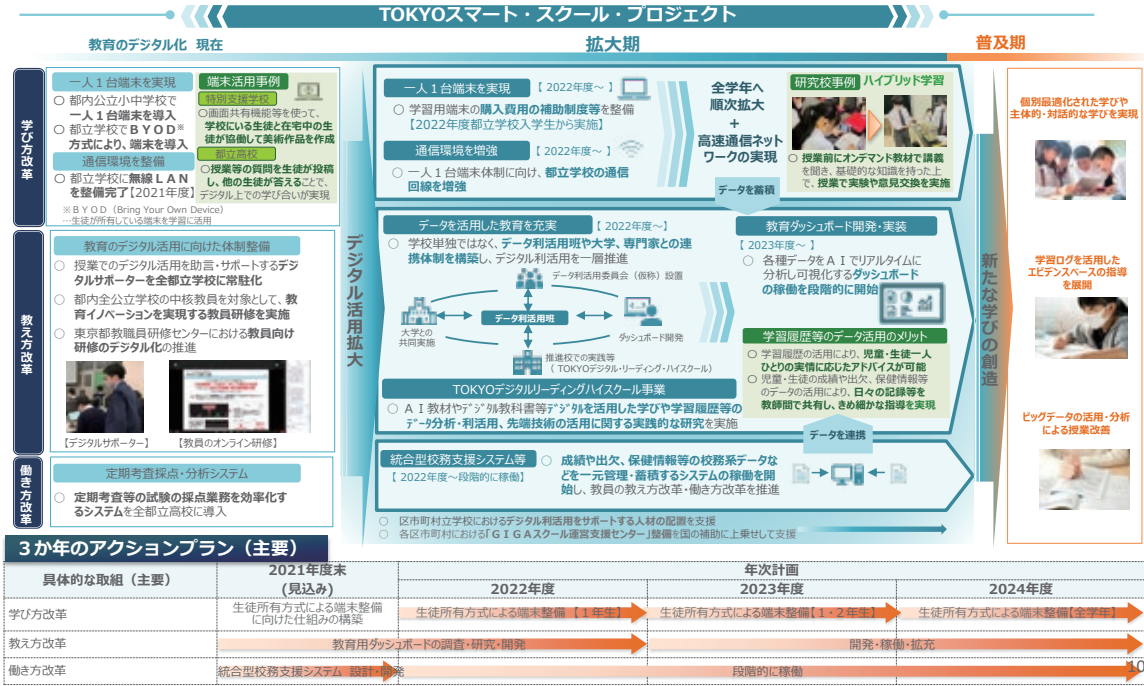 TOKYOスマート・スクール・プロジェクト
教育のデジタル化 現在
拡大期
普及期
学び方改革
一人１台端末を実現
○ 都内公立小中学校で
一人１台端末を導入
○ 都立学校でＢＹＯＤ※
方式により、端末を導入
通信環境を整備
○ 都立学校に無線ＬＡＮ
を整備完了【2021年度】
※ＢＹＯＤ（Bring Your Own Device）
…生徒が所有している端末を学習に活用
端末活用事例
特別支援学校
○画面共有機能等を使って、
学校にいる生徒と在宅中の生
徒が協働して美術作品を作成
都立高校
○授業等の質問を生徒が投稿
し、他の生徒が答えることで、
デジタル上での学び合いが実現
教え方改革
教育のデジタル活用に向けた体制整備
○ 授業でのデジタル活用を助言・サポートするデジ
タルサポーターを全都立学校に常駐化
○ 都内全公立学校の中核教員を対象として、教
育イノベーションを実現する教員研修を実施
○ 東京都教職員研修センターにおける教員向け
研修のデジタル化の推進
【デジタルサポーター】
【教員のオンライン研修】
働き方改革
定期考査採点・分析システム
○ 定期考査等の試験の採点業務を効率化す
るシステムを全都立高校に導入
デジタル活用拡大
一人１台端末を実現
【 2022年度～ 】
○ 学習用端末の購入費用の補助制度等を整備
【2022年度都立学校入学生から実施】
通信環境を増強
【 2022年度～ 】
○ 一人１台端末体制に向け、都立学校の通信
回線を増強
全学年へ
順次拡大
＋
高速通信ネット
ワークの実現
研究校事例
ハイブリッド学習
○ 授業前にオンデマンド教材で講義
を聞き、基礎的な知識を持った上
で、授業で実験や意見交換を実施
データを蓄積
データを活用した教育を充実
【 2022年度～】
○ 学校単独ではなく、データ利活用班や大学、専門家との連
携体制を構築し、デジタル利活用を一層推進
データ利活用委員会（仮称）設置
データ利活用班
大学との
共同実施
ダッシュボード開発
推進校での実践等
（ TOKYOデジタル・リーディング・ハイスクール）
TOKYOデジタルリーディングハイスクール事業
○ ＡＩ教材やデジタル教科書等デジタルを活用した学びや学習履歴等の
データ分析・利活用、先端技術の活用に関する実践的な研究を実施
教育ダッシュボード開発・実装
【 2023年度～ 】
○ 各種データをＡＩでリアルタイムに
分析し可視化するダッシュボード
の稼働を段階的に開始
学習履歴等のデータ活用のメリット
○ 学習履歴の活用により、児童・生徒一人
ひとりの実情に応じたアドバイスが可能
○ 児童・生徒の成績や出欠、保健情報等
のデータの活用により、日々の記録等を
教師間で共有し、きめ細かな指導を実現
データを連携
統合型校務支援システム等
【 2022年度～段階的に稼働】
○ 成績や出欠、保健情報等の校務系データな
どを一元管理・蓄積するシステムの稼働を開
始し、教員の教え方改革・働き方改革を推進
○ 区市町村立学校におけるデジタル利活用をサポートする人材の配置を支援
○ 各区市町村における「ＧＩＧＡスクール運営支援センター」整備を国の補助に上乗せして支援
新たな学びの創造
個別最適化された学びや
主体的・対話的な学びを実現
学習ログを活用した
エビデンスベースの指導
を展開
ビッグデータの活用・分析
による授業改善
３か年のアクションプラン（主要）
具体的な取組（主要）
2021年度末
(見込み)
年次計画
2022年度
2023年度
2024年度
学び方改革
生徒所有方式による端末整備
に向けた仕組みの構築
生徒所有方式による端末整備 【１年生】
生徒所有方式による端末整備【１・２年生】
生徒所有方式による端末整備【全学年】
教え方改革
教育用ダッシュボードの調査・研究・開発
開発・稼働・拡充
働き方改革
統合型校務支援システム 設計・開発
段階的に稼働
10